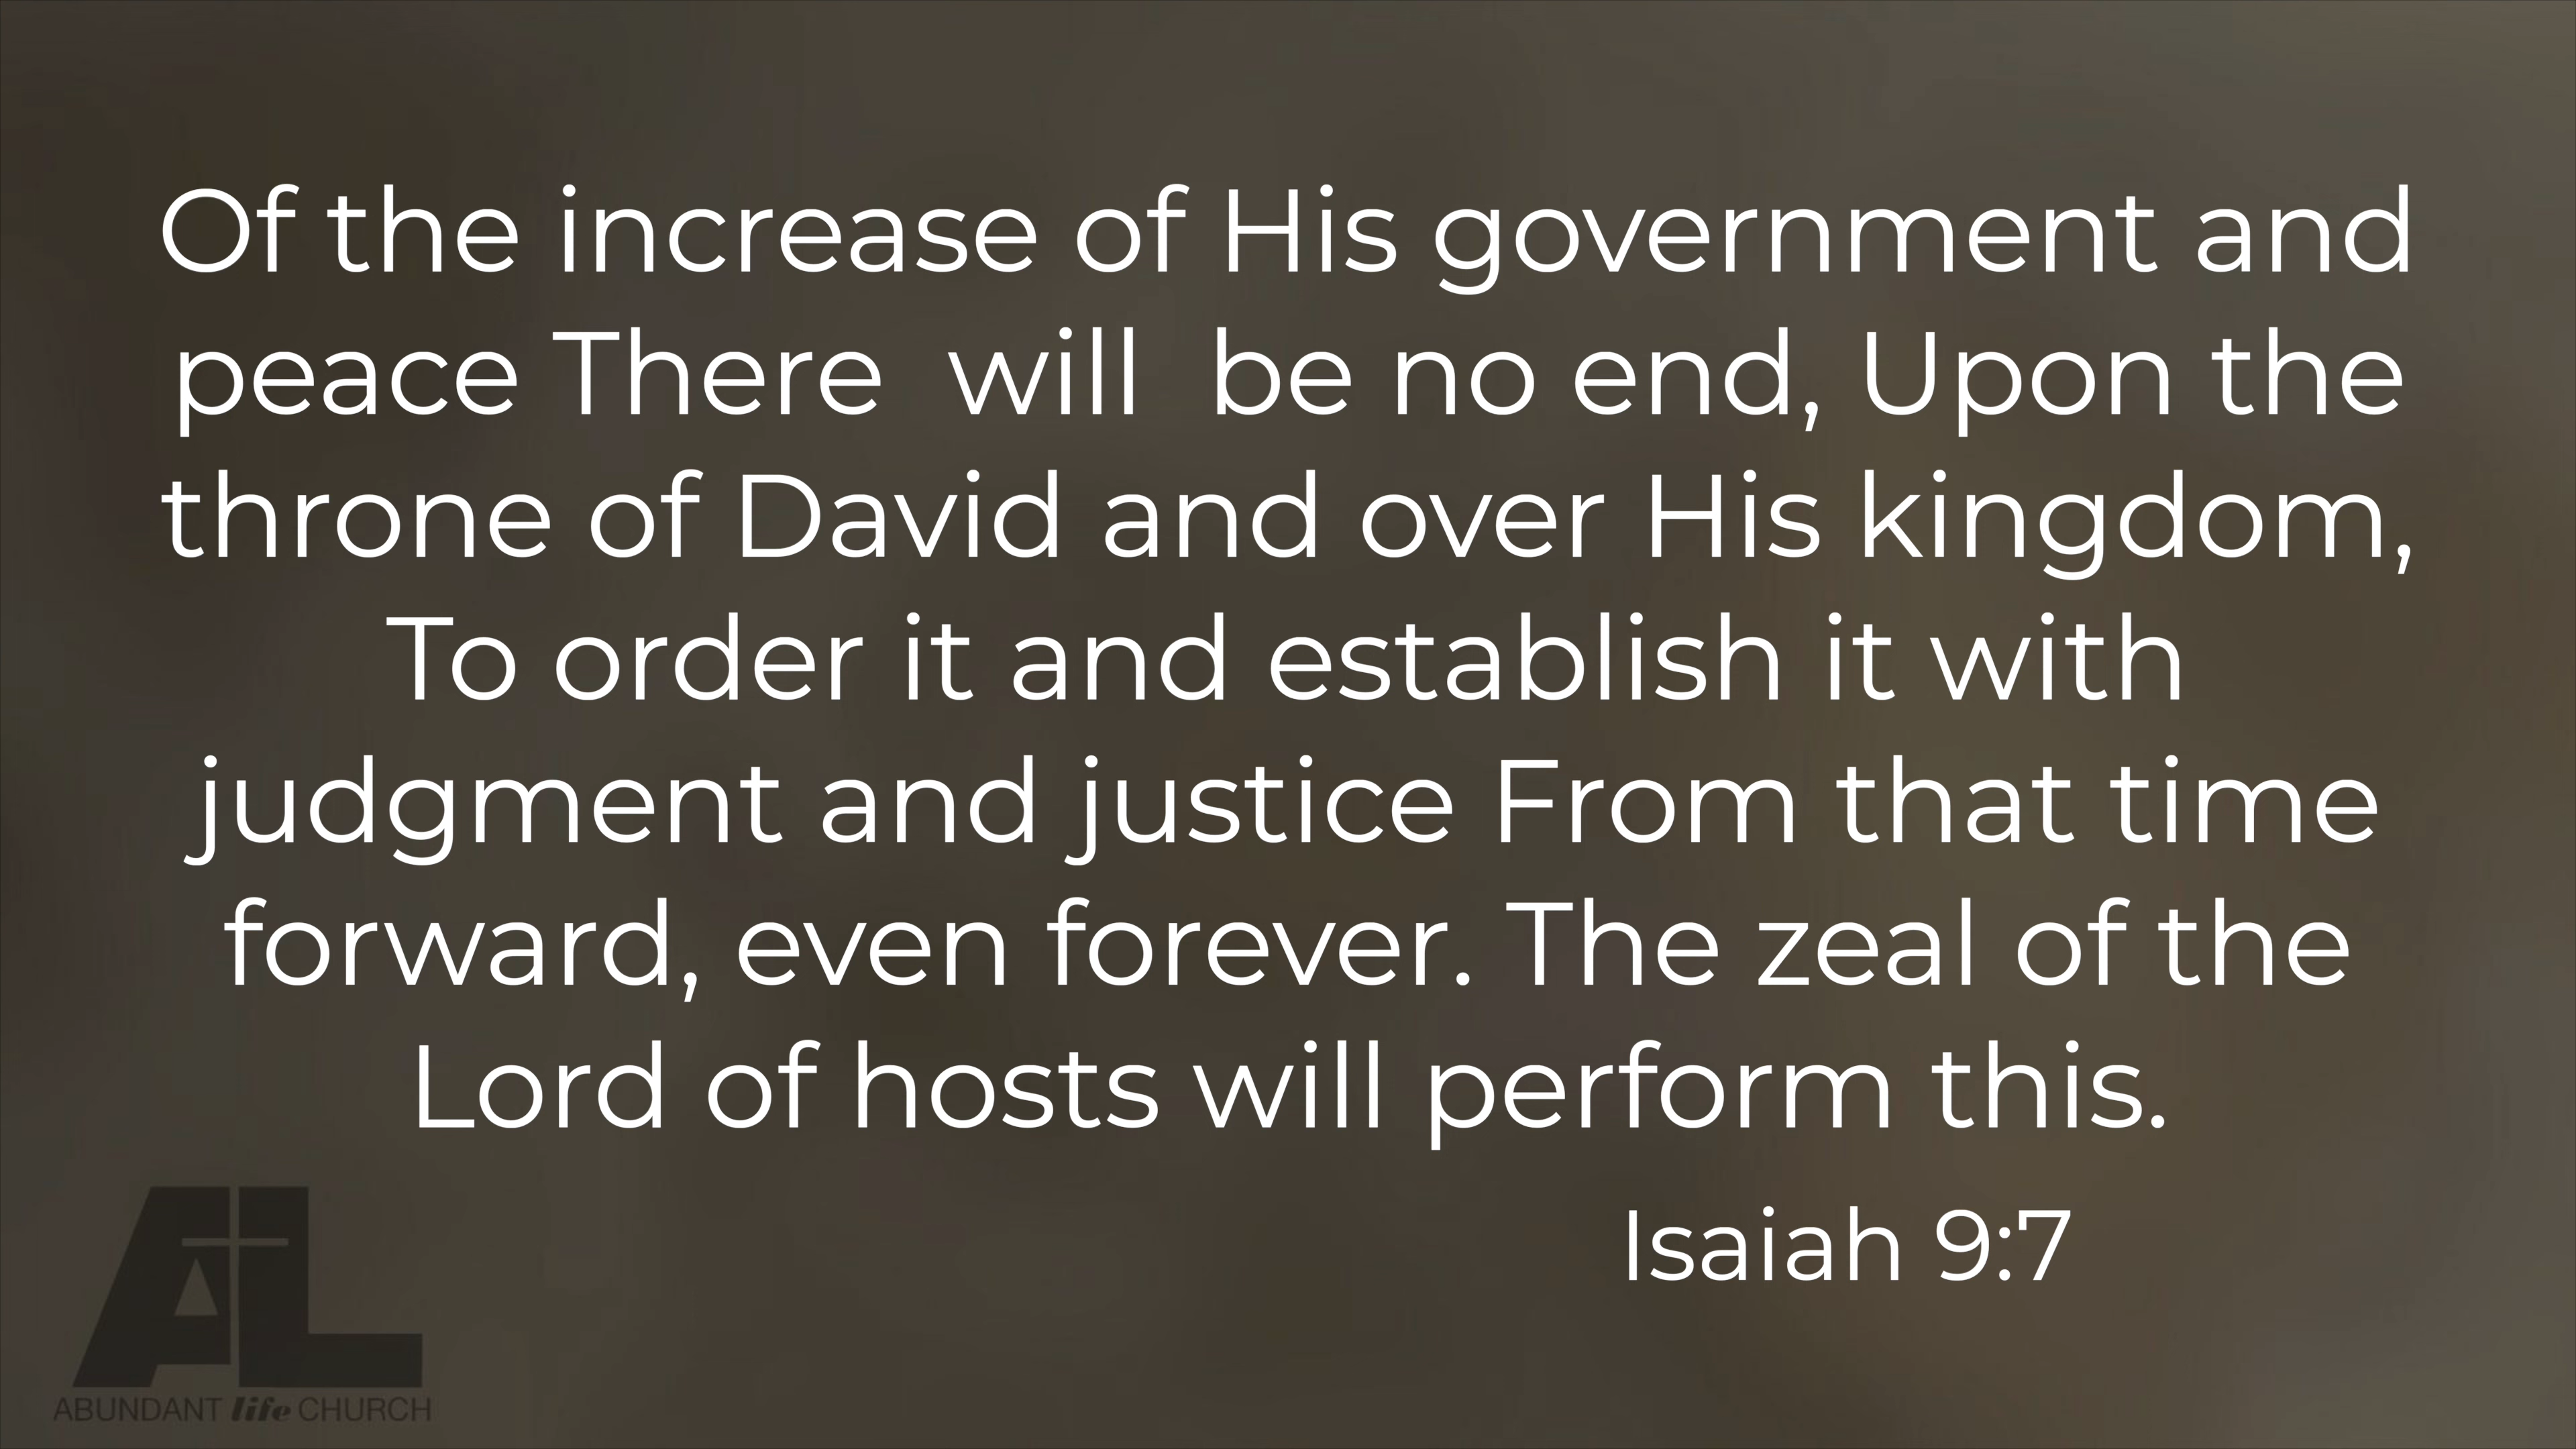 Of the increase of His government and
peace There  will  be no end, Upon the
throne of David and over His kingdom,
To order it and establish it with
judgment and justice From that time
forward, even forever. The zeal of the
Lord of hosts will perform this.
Isaiah 9:7
AL
ABUNDANT life CHURCH